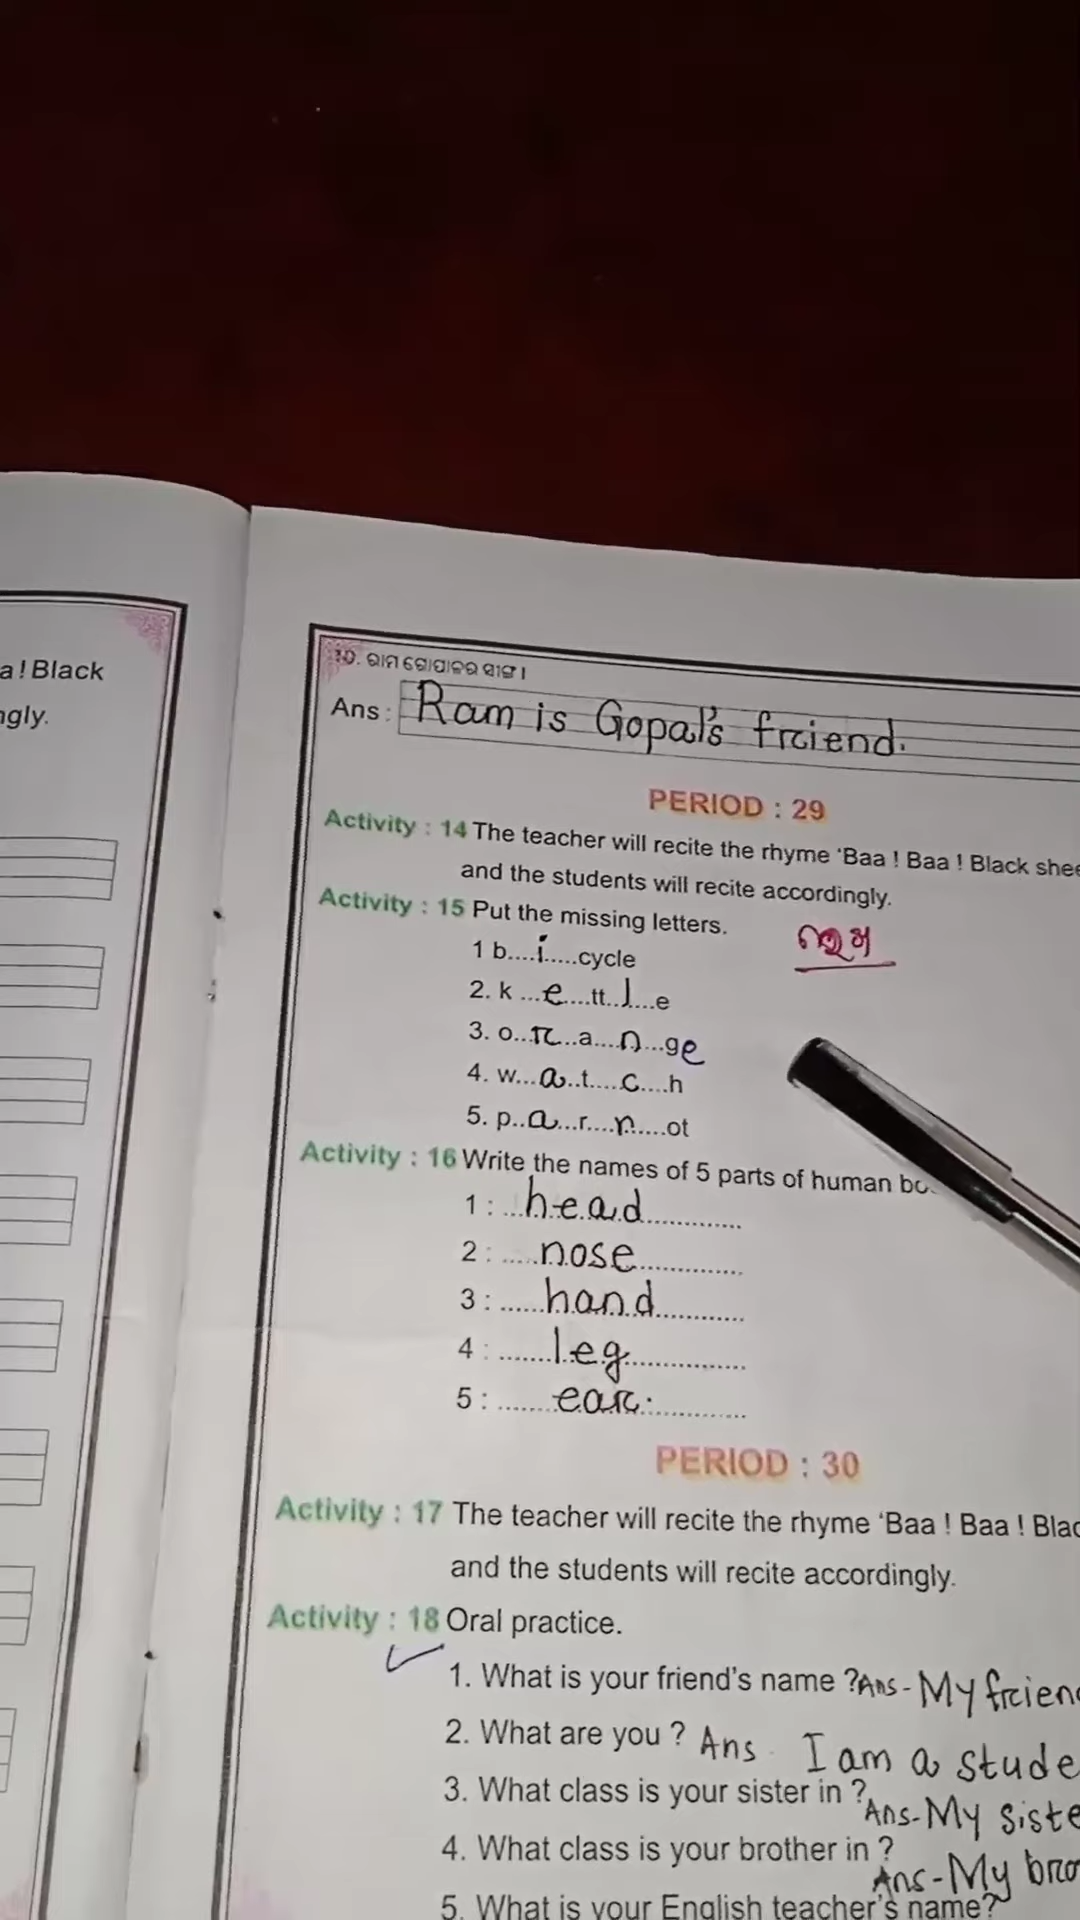 a ! Black
ngly.
10. ରାମ ଗୋପାଳର ସାଙ୍ଗ ।
Ans : Ram is Gopal's friend.
PERIOD : 29
Activity : 14 The teacher will recite the rhyme ‘Baa ! Baa ! Black shee
and the students will recite accordingly.
Activity : 15 Put the missing letters.
1 b....i.....cycle
2. k ...e....tt..l...e
3. o...r...a....n...ge
4. w...a..t....c....h
5. p..a...r....r.....ot
Activity : 16 Write the names of 5 parts of human bo
1 : ...head.............
2 : .....nose..............
3 : ......hand............
4 : .......leg................
5 : .......ear..............
PERIOD : 30
Activity : 17 The teacher will recite the rhyme ‘Baa ! Baa ! Blac
and the students will recite accordingly.
Activity : 18 Oral practice.
1. What is your friend's name ? Ans - My frien
2. What are you ? Ans I am a stude
3. What class is your sister in ? Ans - My siste
4. What class is your brother in ? Ans - My bro
5. What is your English teacher's name?